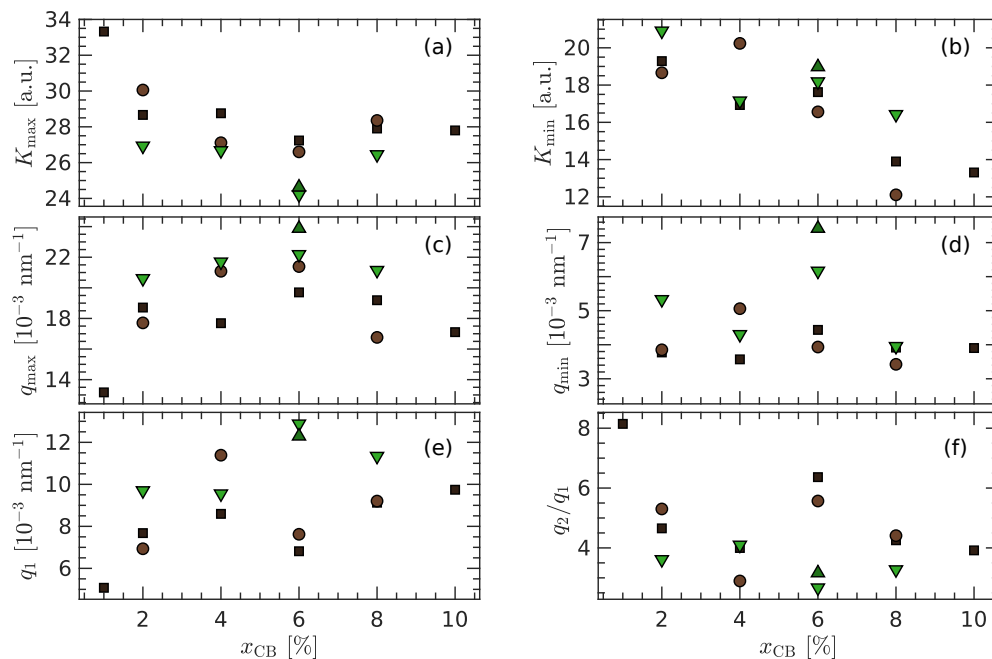 34
32
30
28
26
24
K_max [a.u.]
(a)
20
18
16
14
12
K_min [a.u.]
(b)
22
18
14
q_max [10^−3 nm^−1]
(c)
7
5
3
q_min [10^−3 nm^−1]
(d)
12
10
8
6
q_1 [10^−3 nm^−1]
(e)
2 4 6 8 10
x_CB [%]
8
6
4
q_2/q_1
(f)
2 4 6 8 10
x_CB [%]